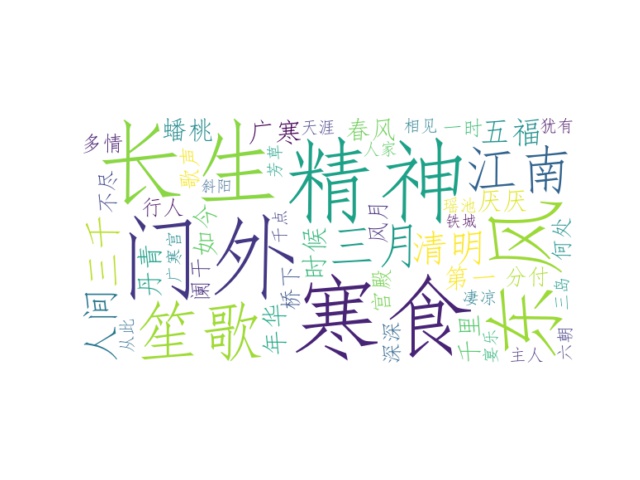 多情
蟠桃
广寒
天涯
春风
相见
一时
五福
犹有
长生
歌声
斜阳
芳草
精神
人家
江南
不尽
行人
如今
千点
瑶池
厌厌
铁城
三千
丹青
广寒宫
阑干
门外
时候
三月
风月
清明
东风
何处
人间
从此
笙歌
年华
桥下
寒食
宫殿
深深
第一
分付
千里
凄凉
宴乐
主人
三岛
六朝